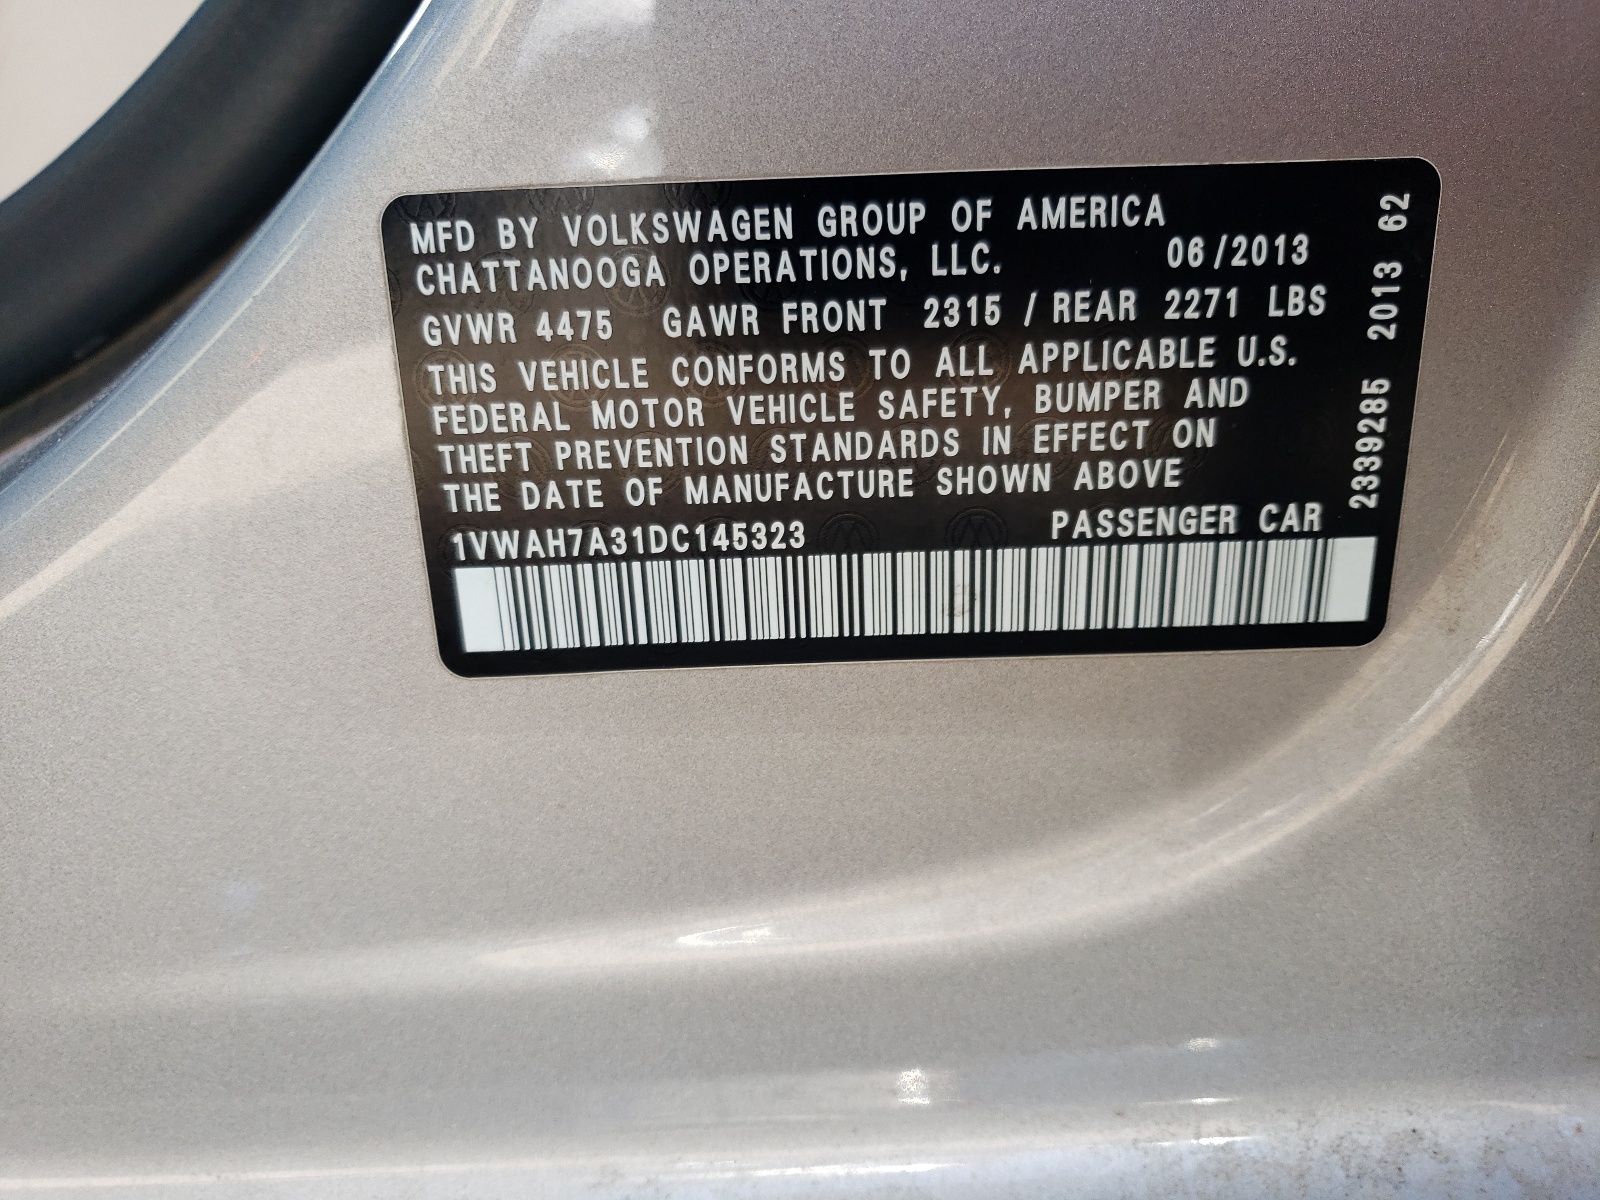 MFD BY VOLKSWAGEN GROUP OF AMERICA
CHATTANOOGA OPERATIONS, LLC. 06/2013
GVWR 4475 GAWR FRONT 2315 / REAR 2271 LBS
THIS VEHICLE CONFORMS TO ALL APPLICABLE U.S.
FEDERAL MOTOR VEHICLE SAFETY, BUMPER AND
THEFT PREVENTION STANDARDS IN EFFECT ON
THE DATE OF MANUFACTURE SHOWN ABOVE
1VWAH7A31DC145323 PASSENGER CAR
2339285 2013 62